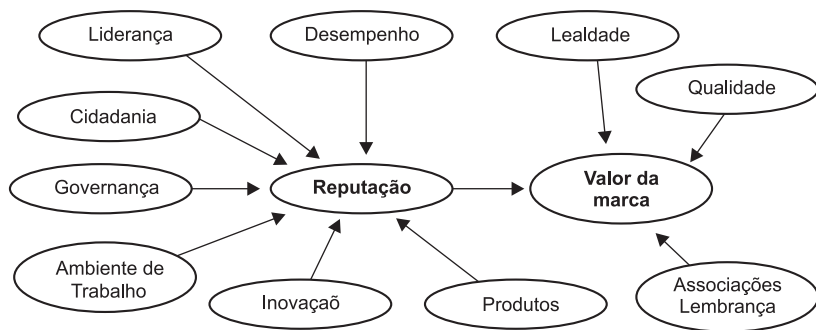 Liderança
Desempenho
Lealdade
Qualidade
Cidadania
Governança
Reputação
Valor da
marca
Ambiente de
Trabalho
Inovaçaõ
Produtos
Associações
Lembrança